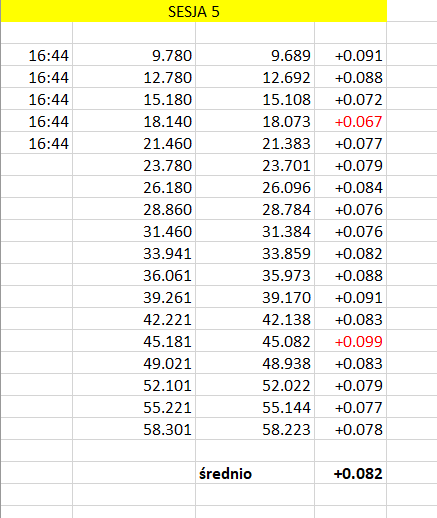 SESJA 5
16:44 9.780 9.689 +0.091
16:44 12.780 12.692 +0.088
16:44 15.180 15.108 +0.072
16:44 18.140 18.073 +0.067
16:44 21.460 21.383 +0.077
23.780 23.701 +0.079
26.180 26.096 +0.084
28.860 28.784 +0.076
31.460 31.384 +0.076
33.941 33.859 +0.082
36.061 35.973 +0.088
39.261 39.170 +0.091
42.221 42.138 +0.083
45.181 45.082 +0.099
49.021 48.938 +0.083
52.101 52.022 +0.079
55.221 55.144 +0.077
58.301 58.223 +0.078
średnio +0.082